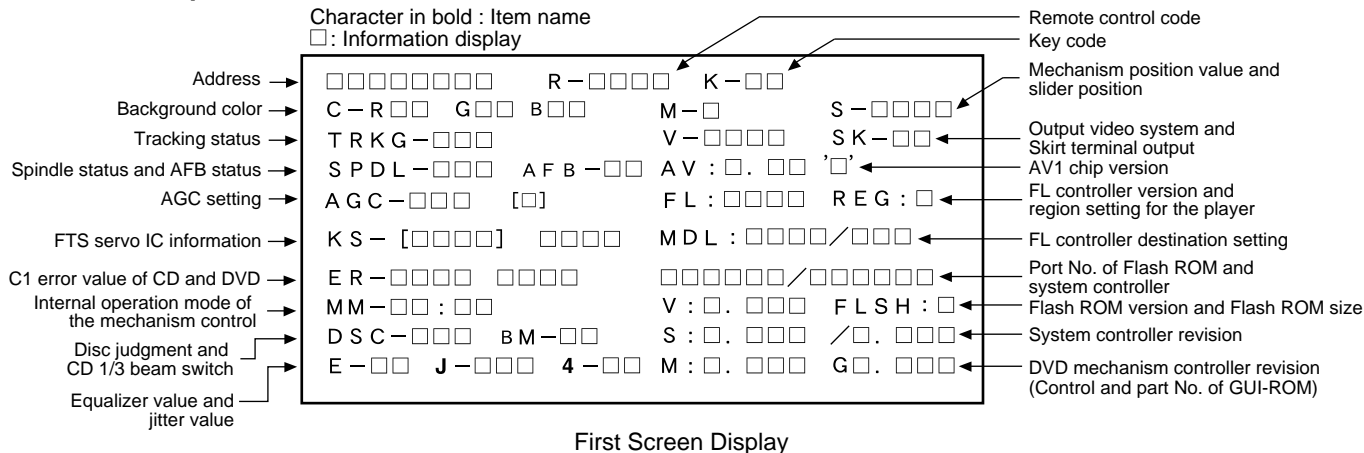 Character in bold : Item name
□ : Information display
Remote control code
Key code
Mechanism position value and
slider position
Output video system and
Skirt terminal output
AV1 chip version
FL controller version and
region setting for the player
FL controller destination setting
Port No. of Flash ROM and
system controller
Flash ROM version and Flash ROM size
System controller revision
DVD mechanism controller revision
(Control and part No. of GUI-ROM)
Address
Background color
Tracking status
Spindle status and AFB status
AGC setting
FTS servo IC information
C1 error value of CD and DVD
Internal operation mode of
the mechanism control
Disc judgment and
CD 1/3 beam switch
Equalizer value and
jitter value
□□□□□□□□ R–□□□□ K–□□
C–R□□ G□□ B□□ M–□ S–□□□□
TRKG–□□□ V–□□□□ SK–□□
SPDL–□□□ AFB–□□ AV:□.□□ '□'
AGC–□□□ [□] FL:□□□□ REG:□
KS–[□□□□] □□□□ MDL:□□□□/□□□
ER–□□□□ □□□□ □□□□□□/□□□□□□
MM–□□:□□ V:□.□□□ FLSH:□
DSC–□□□ BM–□□ S:□.□□□ /□.□□□
E–□□ J–□□□ 4–□□ M:□.□□□ G□.□□□
First Screen Display